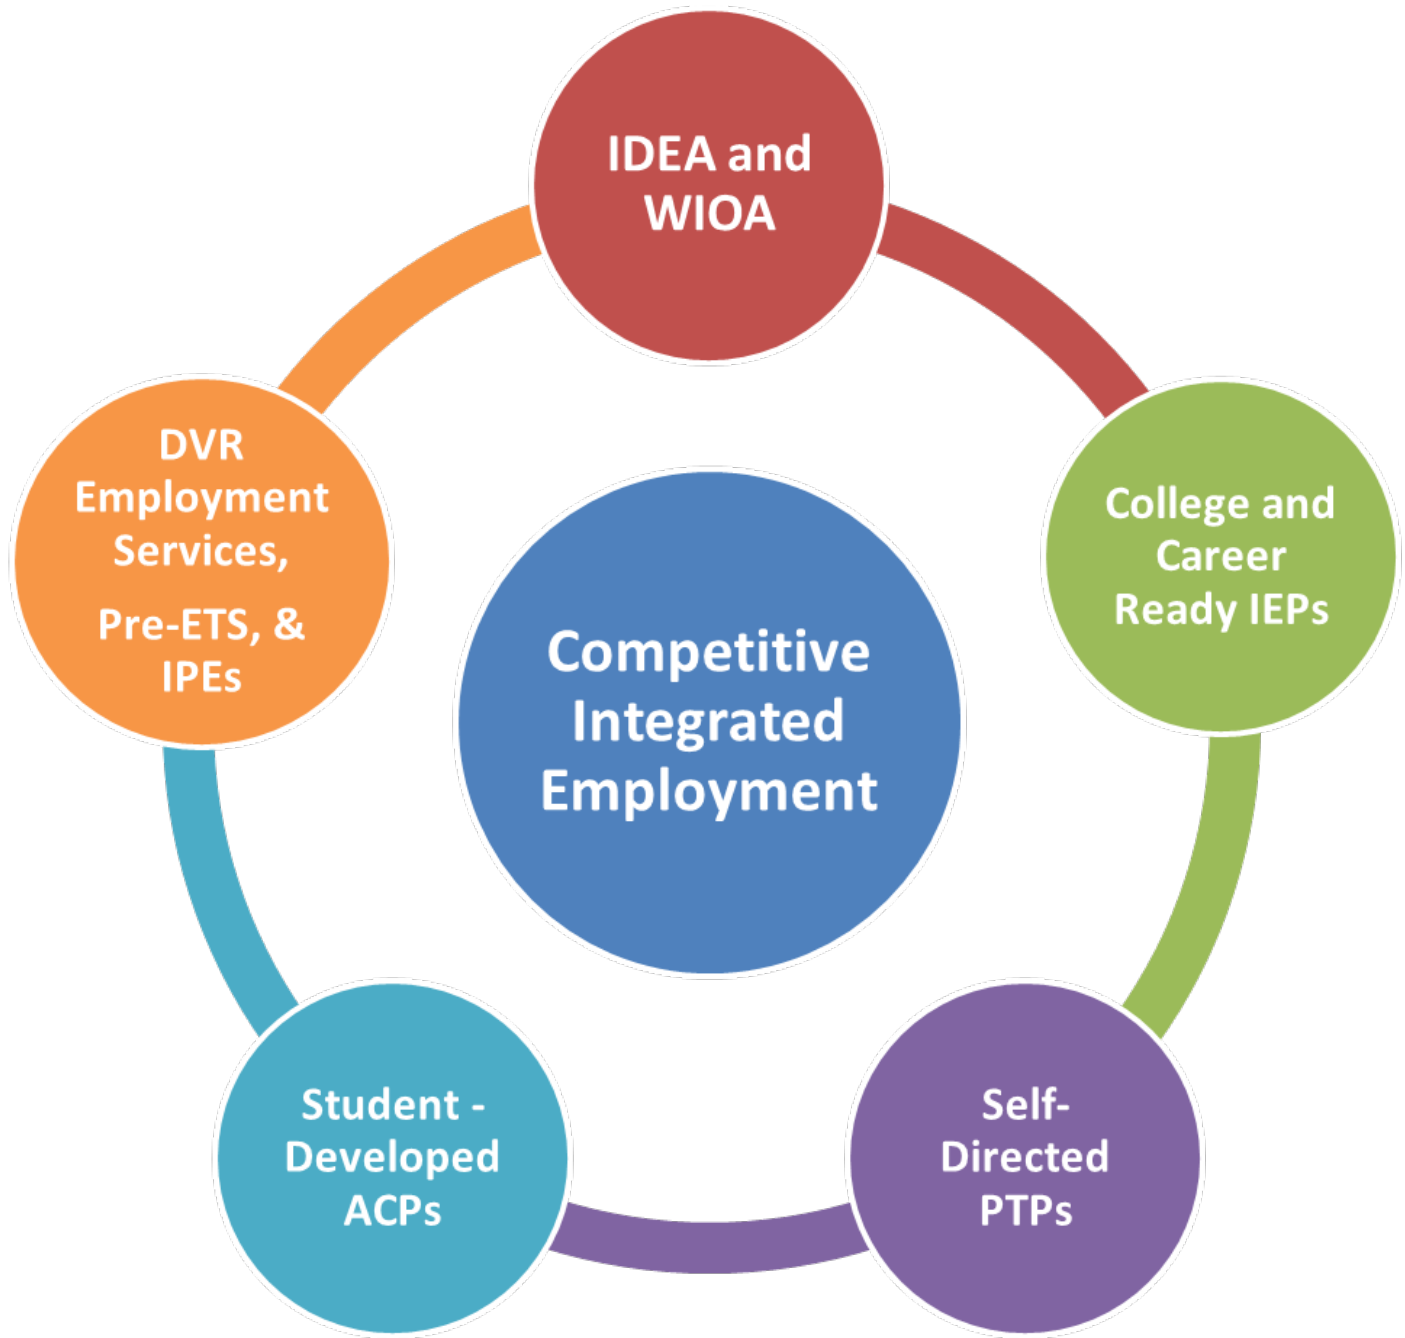 IDEA and
WIOA
College and
Career
Ready IEPs
Self-
Directed
PTPs
Student -
Developed
ACPs
DVR
Employment
Services,
Pre-ETS, &
IPEs
Competitive
Integrated
Employment